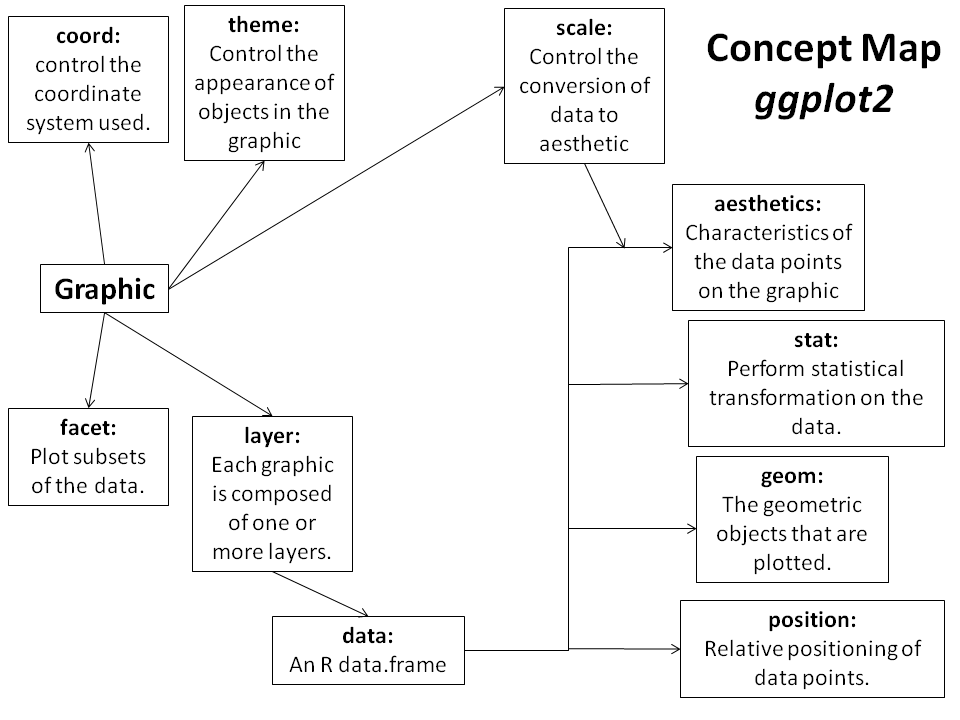 Concept Map
ggplot2
coord:
control the
coordinate
system used.
theme:
Control the
appearance of
objects in the
graphic
scale:
Control the
conversion of
data to
aesthetic
aesthetics:
Characteristics of
the data points
on the graphic
Graphic
stat:
Perform statistical
transformation on the
data.
facet:
Plot subsets
of the data.
layer:
Each graphic
is composed
of one or
more layers.
geom:
The geometric
objects that are
plotted.
data:
An R data.frame
position:
Relative positioning of
data points.